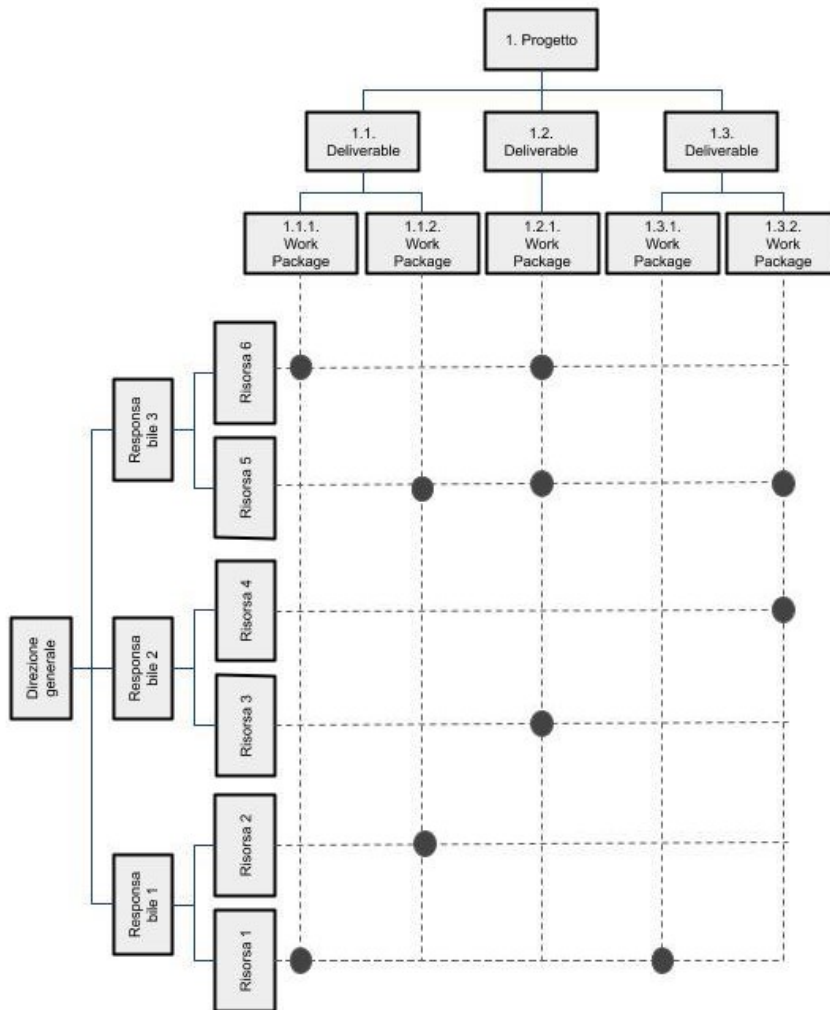 1. Progetto
1.1.
Deliverable
1.2.
Deliverable
1.3.
Deliverable
1.1.1.
Work
Package
1.1.2.
Work
Package
1.2.1.
Work
Package
1.3.1.
Work
Package
1.3.2.
Work
Package
Direzione
generale
Responsa
bile 3
Responsa
bile 2
Responsa
bile 1
Risorsa 6
Risorsa 5
Risorsa 4
Risorsa 3
Risorsa 2
Risorsa 1